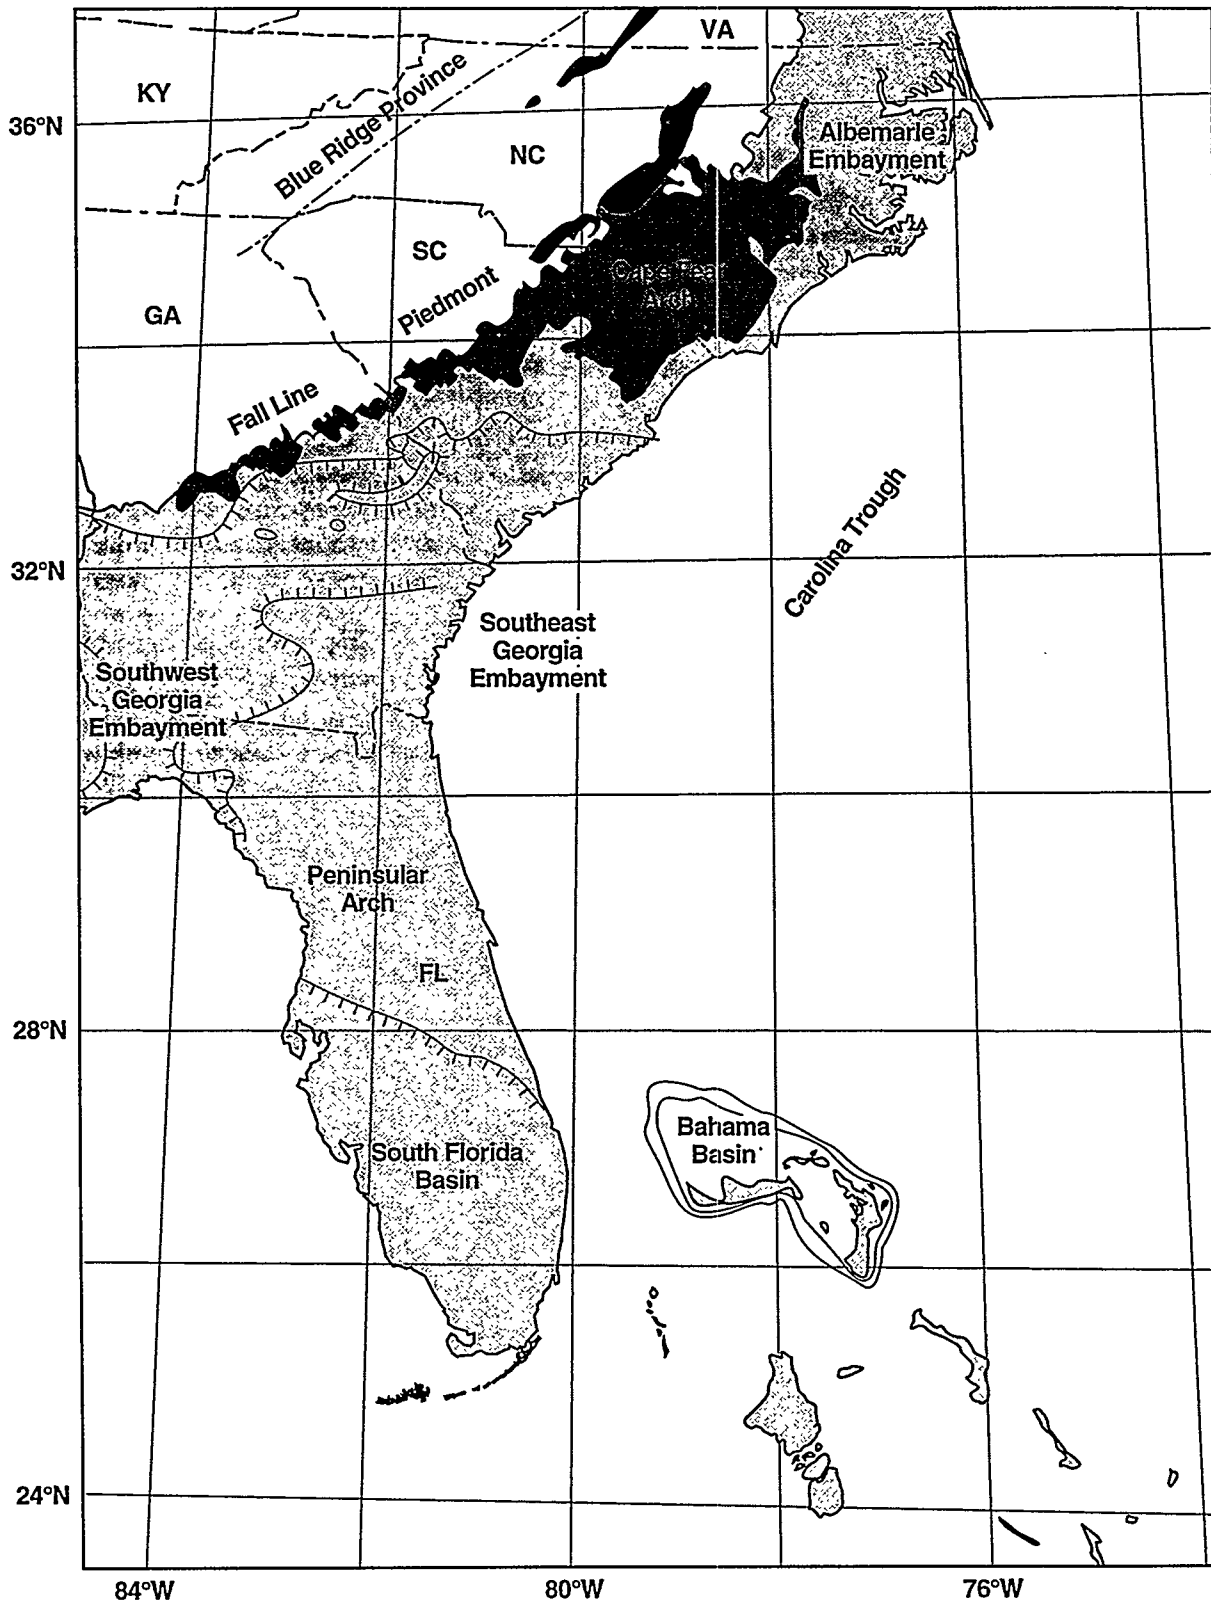 VA
KY
36°N
Blue Ridge Province
NC
Albemarle
Embayment
SC
Cape Fear
Arch
Piedmont
GA
Fall Line
Carolina Trough
32°N
Southeast
Georgia
Embayment
Southwest
Georgia
Embayment
Peninsular
Arch
FL
28°N
Bahama
Basin
South Florida
Basin
24°N
84°W
80°W
76°W